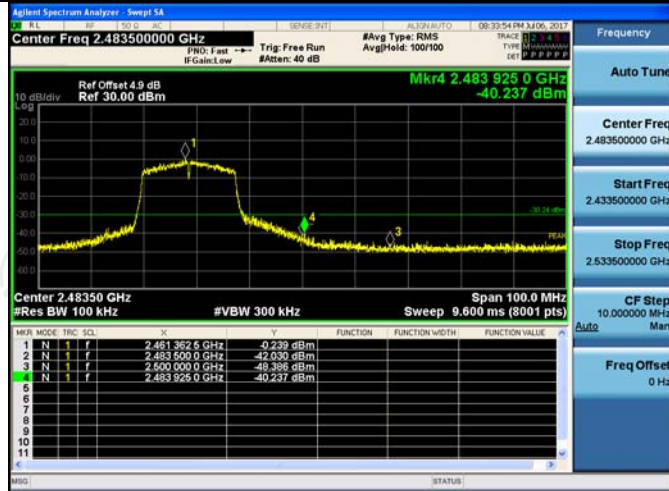 Agilent Spectrum Analyzer - Swept SA
RL RF 50 Ω AC SENSE:INT ALIGNAUTO 08:33:54 PM Jul 06, 2017
Center Freq 2.483500000 GHz
PNO: Fast
IFGain:Low
Trig: Free Run
#Atten: 40 dB
#Avg Type: RMS
Avg|Hold: 100/100
TRACE 1 2 3 4 5 6
TYPE M
DET P P P P P P
Ref Offset 4.9 dB
10 dB/div Ref 30.00 dBm
Log
Mkr4 2.483 925 0 GHz
-40.237 dBm
20.0
10.0
0.00
-10.0
-20.0
-30.0
-40.0
-50.0
-60.0
1
4
3
-30.24 dBm
PEAK
Center 2.48350 GHz Span 100.0 MHz
#Res BW 100 kHz #VBW 300 kHz Sweep 9.600 ms (8001 pts)
MKR MODE TRC SCL X Y FUNCTION FUNCTION WIDTH FUNCTION VALUE
1 N 1 f 2.461 362 5 GHz -0.239 dBm
2 N 1 f 2.483 500 0 GHz -42.030 dBm
3 N 1 f 2.500 000 0 GHz -48.386 dBm
4 N 1 f 2.483 925 0 GHz -40.237 dBm
5
6
7
8
9
10
11
MSG STATUS
Frequency
Auto Tune
Center Freq
2.483500000 GHz
Start Freq
2.433500000 GHz
Stop Freq
2.533500000 GHz
CF Step
10.000000 MHz
Auto Man
Freq Offset
0 Hz